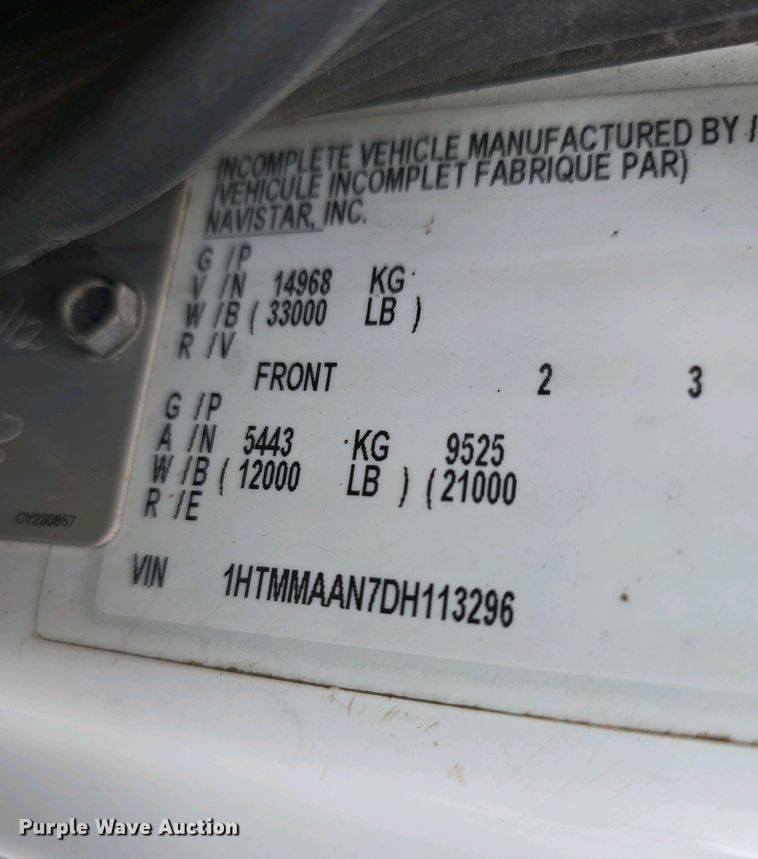 INCOMPLETE VEHICLE MANUFACTURED BY /
(VEHICULE INCOMPLET FABRIQUE PAR)
NAVISTAR, INC.
G /P
V /N 14968 KG
W /B ( 33000 LB )
R /V
FRONT 2 3
G /P
A /N 5443 KG 9525
W /B ( 12000 LB ) ( 21000
R /E
VIN 1HTMMAAN7DH113296
CY230857
Purple Wave Auction